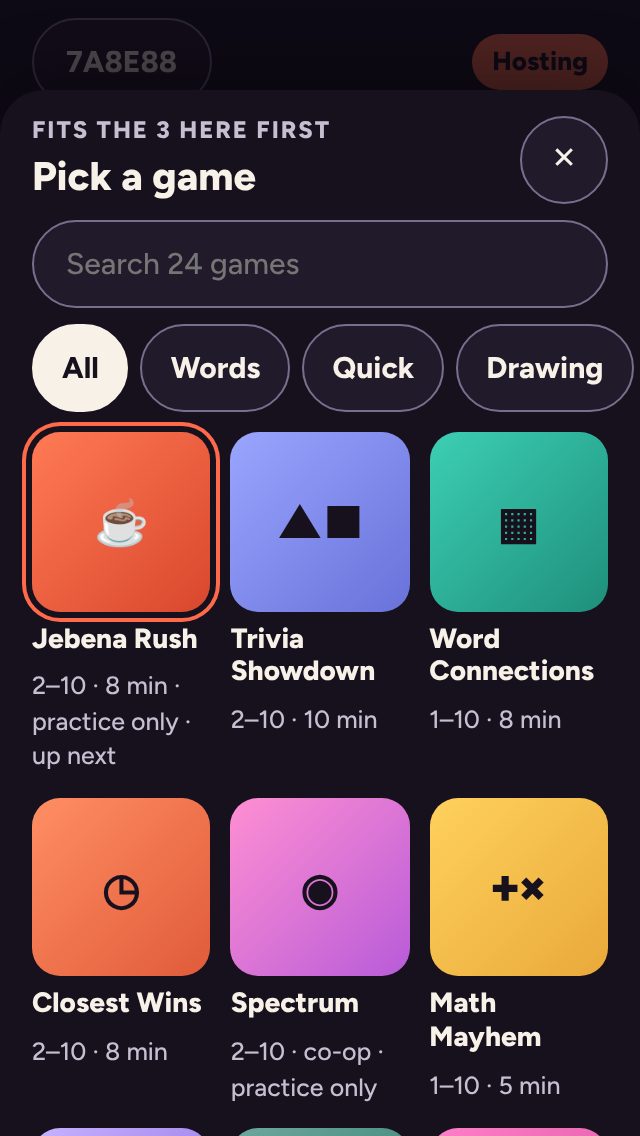 7A8E88
Hosting
FITS THE 3 HERE FIRST
Pick a game
×
Search 24 games
All
Words
Quick
Drawing
Jebena Rush
2–10 · 8 min ·
practice only ·
up next
Trivia
Showdown
2–10 · 10 min
Word
Connections
1–10 · 8 min
Closest Wins
2–10 · 8 min
Spectrum
2–10 · co-op ·
practice only
Math
Mayhem
1–10 · 5 min